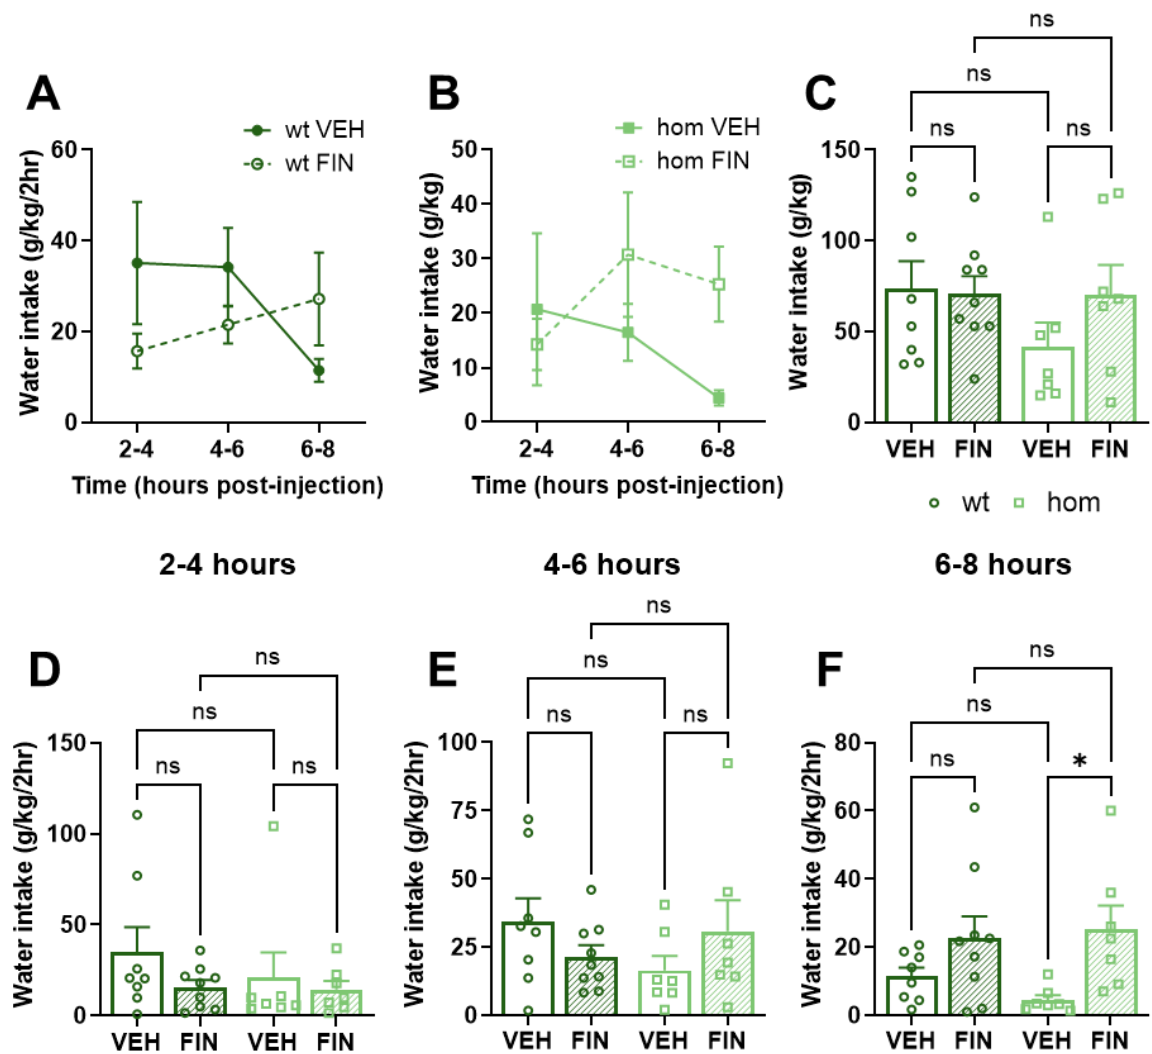 A
wt VEH
wt FIN
Water intake (g/kg/2hr)
60
40
20
0
2-4
4-6
6-8
Time (hours post-injection)
B
hom VEH
hom FIN
Water intake (g/kg)
50
40
30
20
10
0
2-4
4-6
6-8
Time (hours post-injection)
C
ns
ns
ns
ns
Water intake (g/kg)
150
100
50
0
VEH
FIN
VEH
FIN
wt
hom
2-4 hours
4-6 hours
6-8 hours
D
ns
ns
ns
ns
Water intake (g/kg/2hr)
150
100
50
0
VEH
FIN
VEH
FIN
E
ns
ns
ns
ns
Water intake (g/kg/2hr)
100
75
50
25
0
VEH
FIN
VEH
FIN
F
ns
ns
ns
*
Water intake (g/kg/2hr)
80
60
40
20
0
VEH
FIN
VEH
FIN